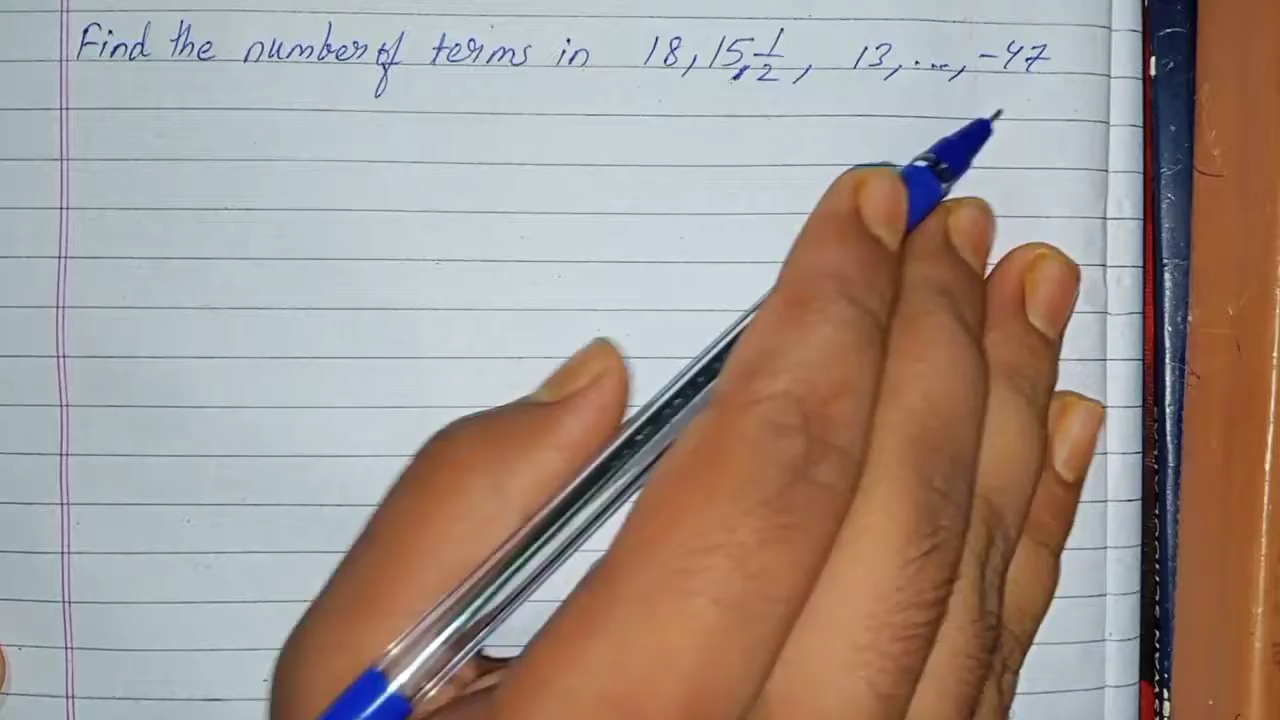 Find the number of terms in 18, 15 1/2, 13, ..., -47